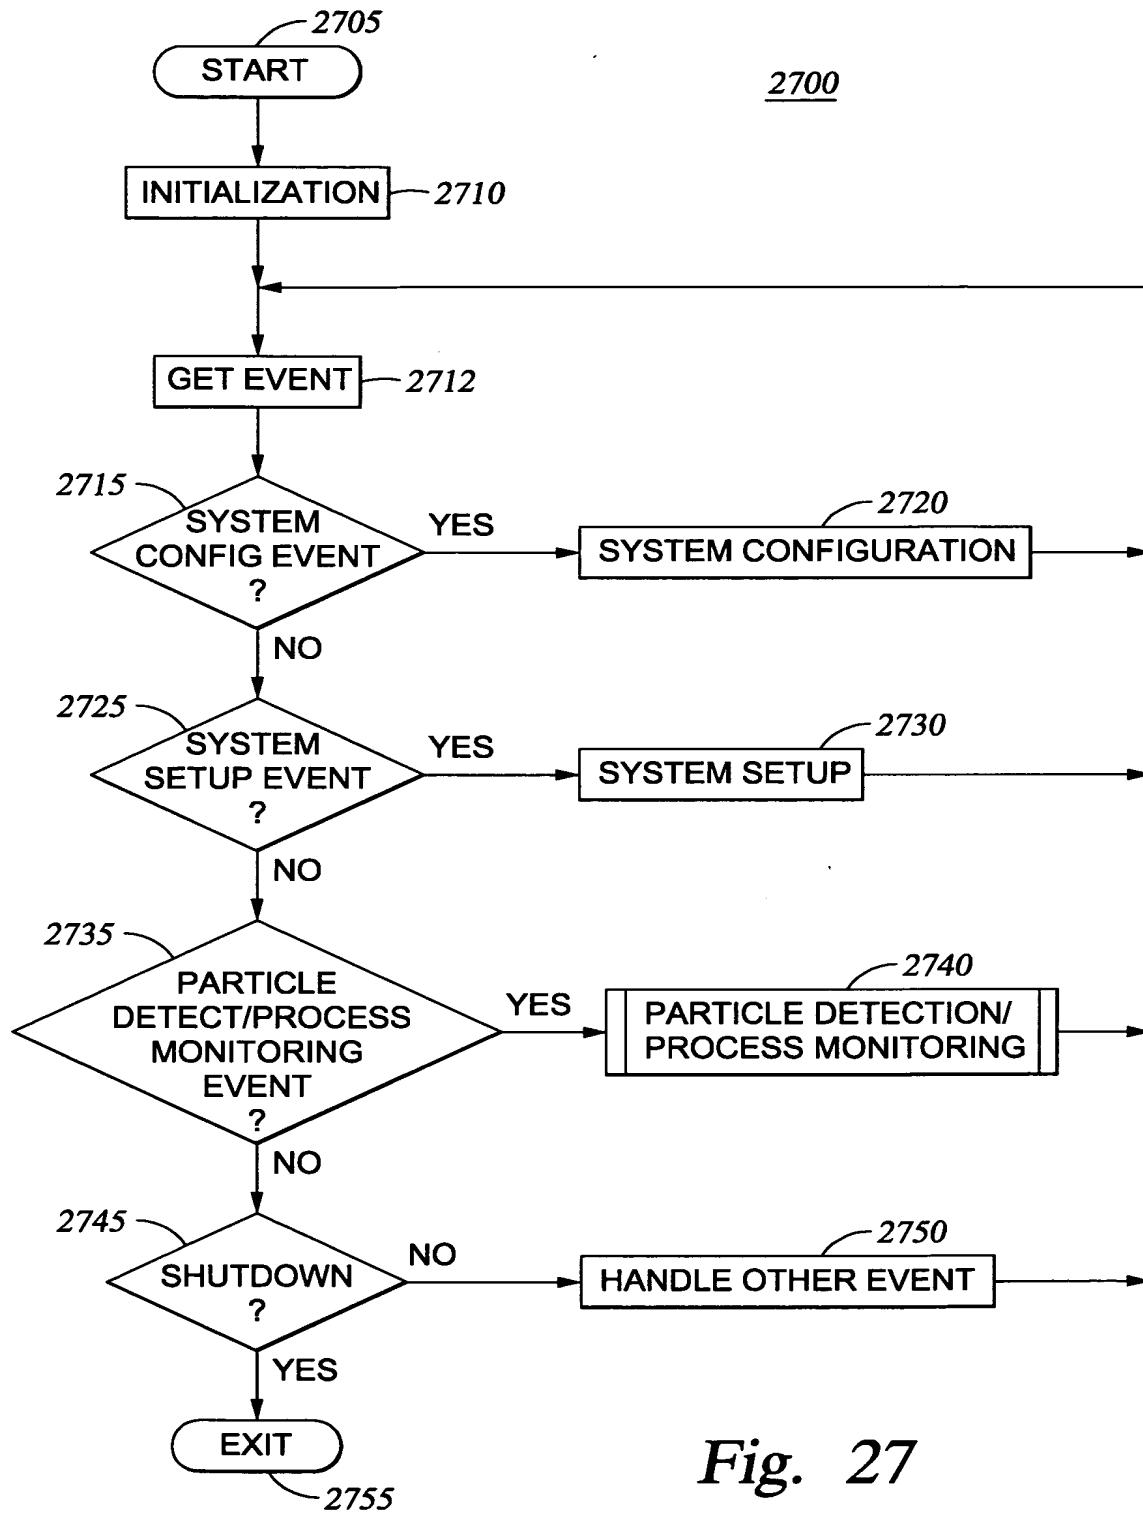 2705
START
2700
INITIALIZATION
2710
GET EVENT
2712
2715
SYSTEM
CONFIG EVENT
?
YES
2720
SYSTEM CONFIGURATION
NO
2725
SYSTEM
SETUP EVENT
?
YES
2730
SYSTEM SETUP
NO
2735
PARTICLE
DETECT/PROCESS
MONITORING
EVENT
?
YES
2740
PARTICLE DETECTION/
PROCESS MONITORING
NO
2745
SHUTDOWN
?
NO
2750
HANDLE OTHER EVENT
YES
EXIT
2755
Fig. 27